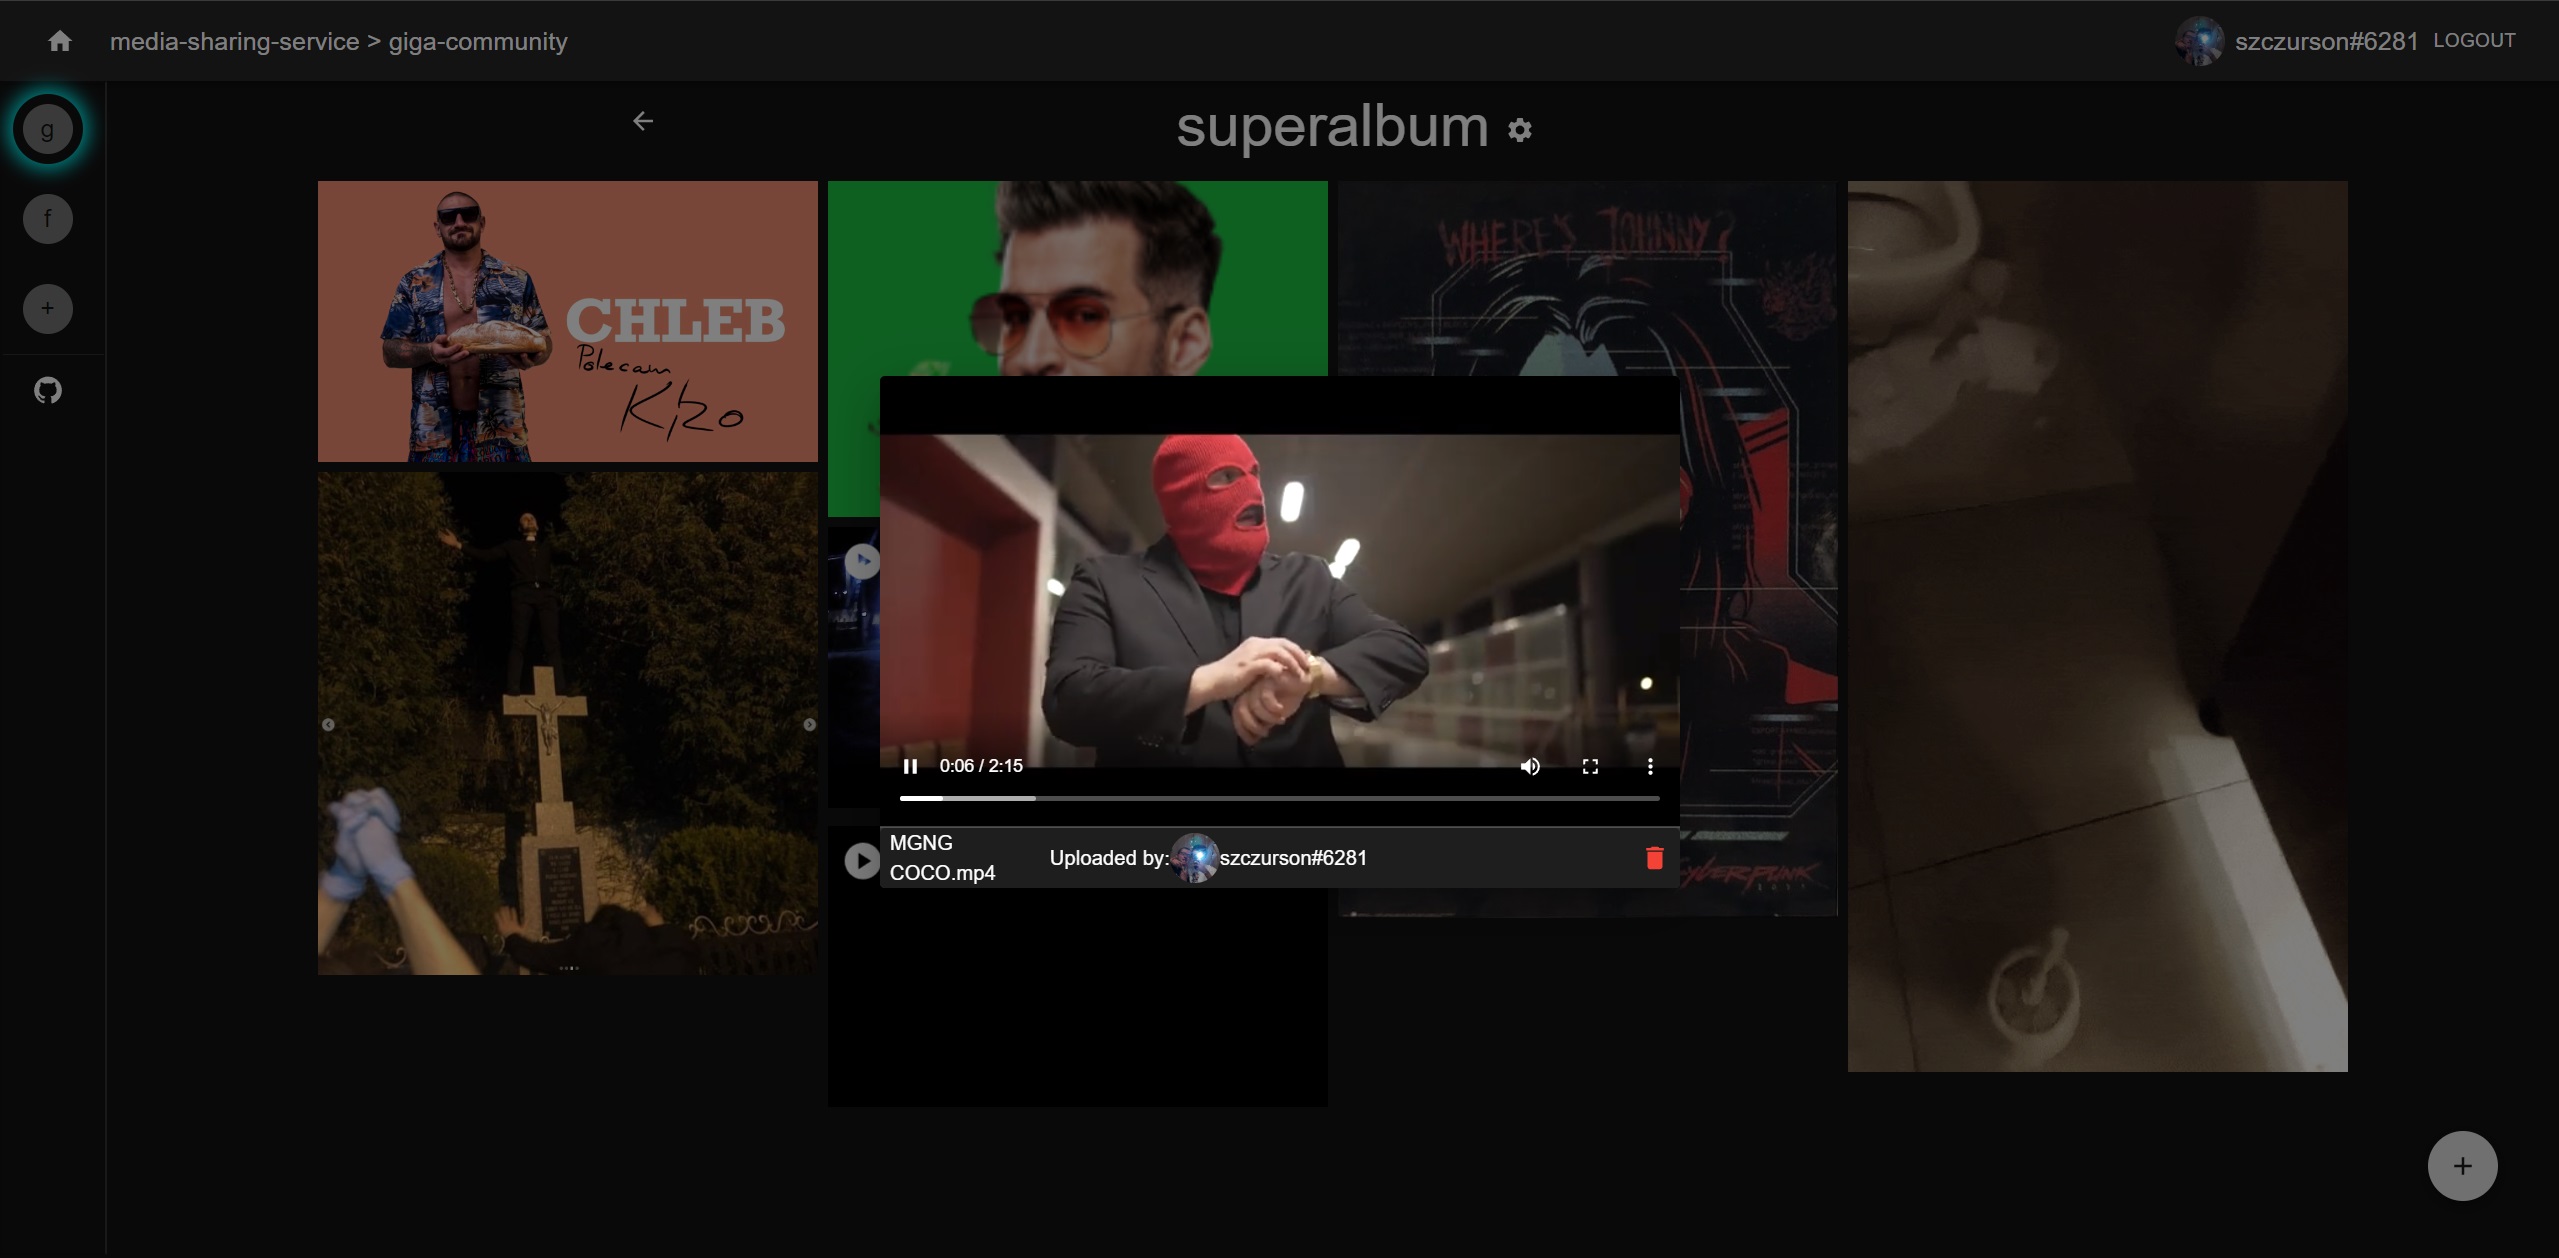 media-sharing-service > giga-community
szczurson#6281 LOGOUT
g
f
+
superalbum
CHLEB
Polecam
Kizo
WHERE'S JOHNNY?
CYBERPUNK
0:06 / 2:15
MGNG
COCO.mp4
Uploaded by: szczurson#6281
+